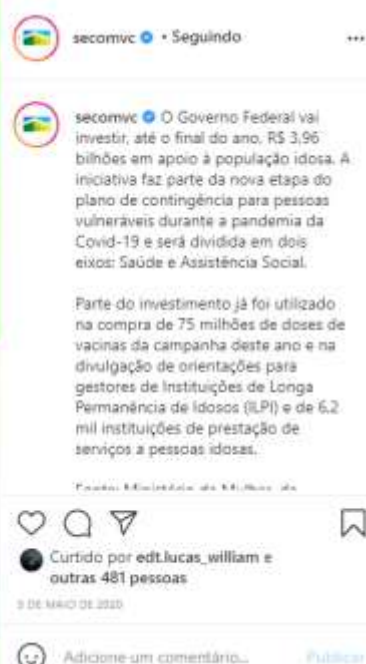 secomvc • Seguindo
secomvc O Governo Federal vai
investir, até o final do ano, R$ 3,96
bilhões em apoio à população idosa. A
iniciativa faz parte da nova etapa do
plano de contingência para pessoas
vulneráveis durante a pandemia da
Covid-19 e será dividida em dois
eixos: Saúde e Assistência Social.
Parte do investimento já foi utilizado
na compra de 75 milhões de doses de
vacinas da campanha deste ano e na
divulgação de orientações para
gestores de Instituições de Longa
Permanência de Idosos (ILPI) e de 6,2
mil instituições de prestação de
serviços a pessoas idosas.
Fonte: Ministério da Mulher, da
Curtido por edt.lucas_william e
outras 481 pessoas
DE MAIO DE 2020
Adicione um comentário... Publicar